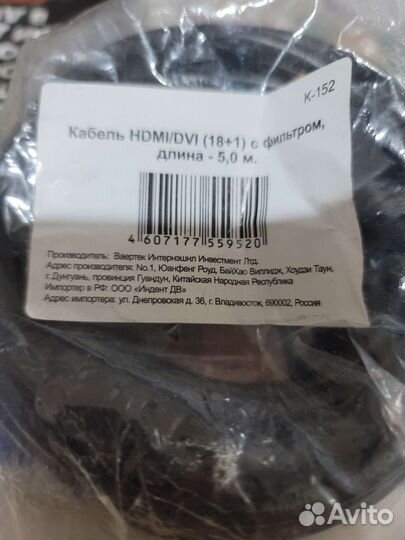 К-152
Кабель HDMI/DVI (18+1) с фильтром,
длина - 5,0 м.
4 607177 559520
Производитель: Ваертек Интернэшнл Инвестмент Лтд.
Адрес производителя: No.1, Юанфенг Роуд, БайХао Виллидж, Хоудзи Таун,
г. Дунгуань, провинция Гуандун, Китайская Народная Республика
Импортер в РФ: ООО «Индент ДВ»
Адрес импортера: ул. Днепровская д. 36, г. Владивосток, 690002, Россия
Avito